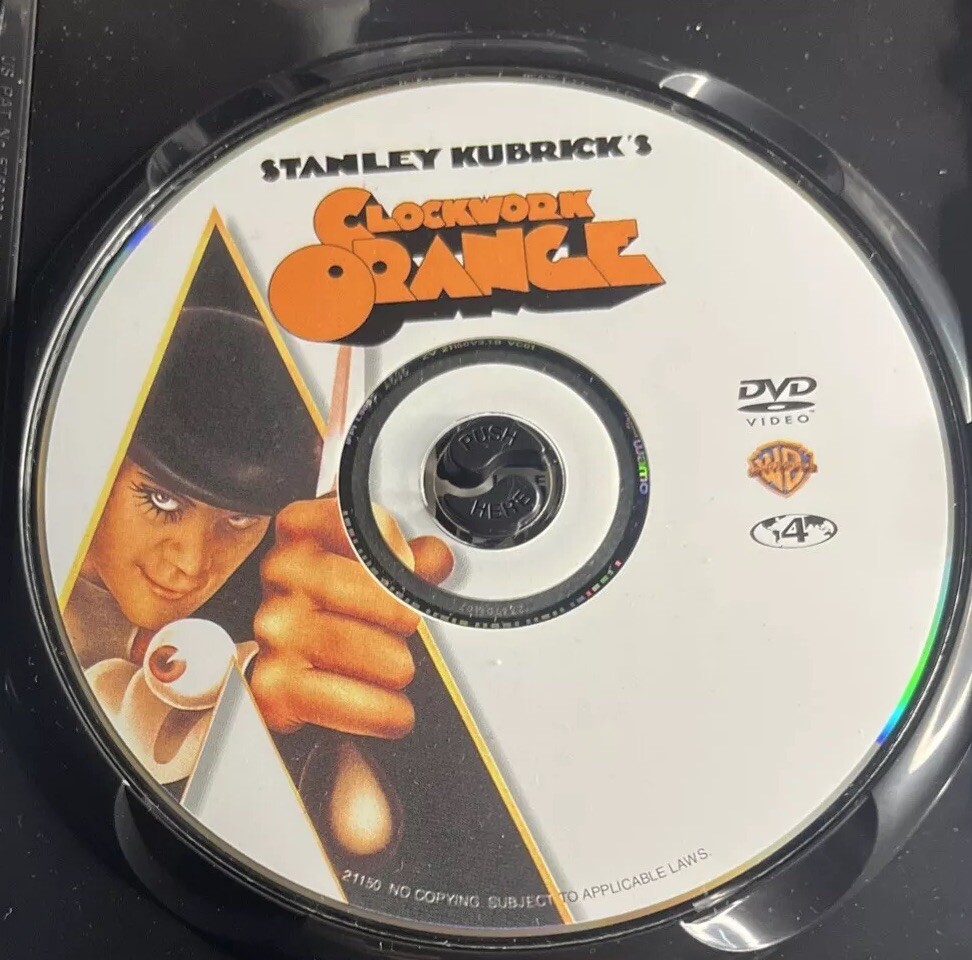 STANLEY KUBRICK'S
CLOCKWORK
ORANGE
DVD
VIDEO
WB
4
PUSH
HERE
21150 NO COPYING. SUBJECT TO APPLICABLE LAWS.